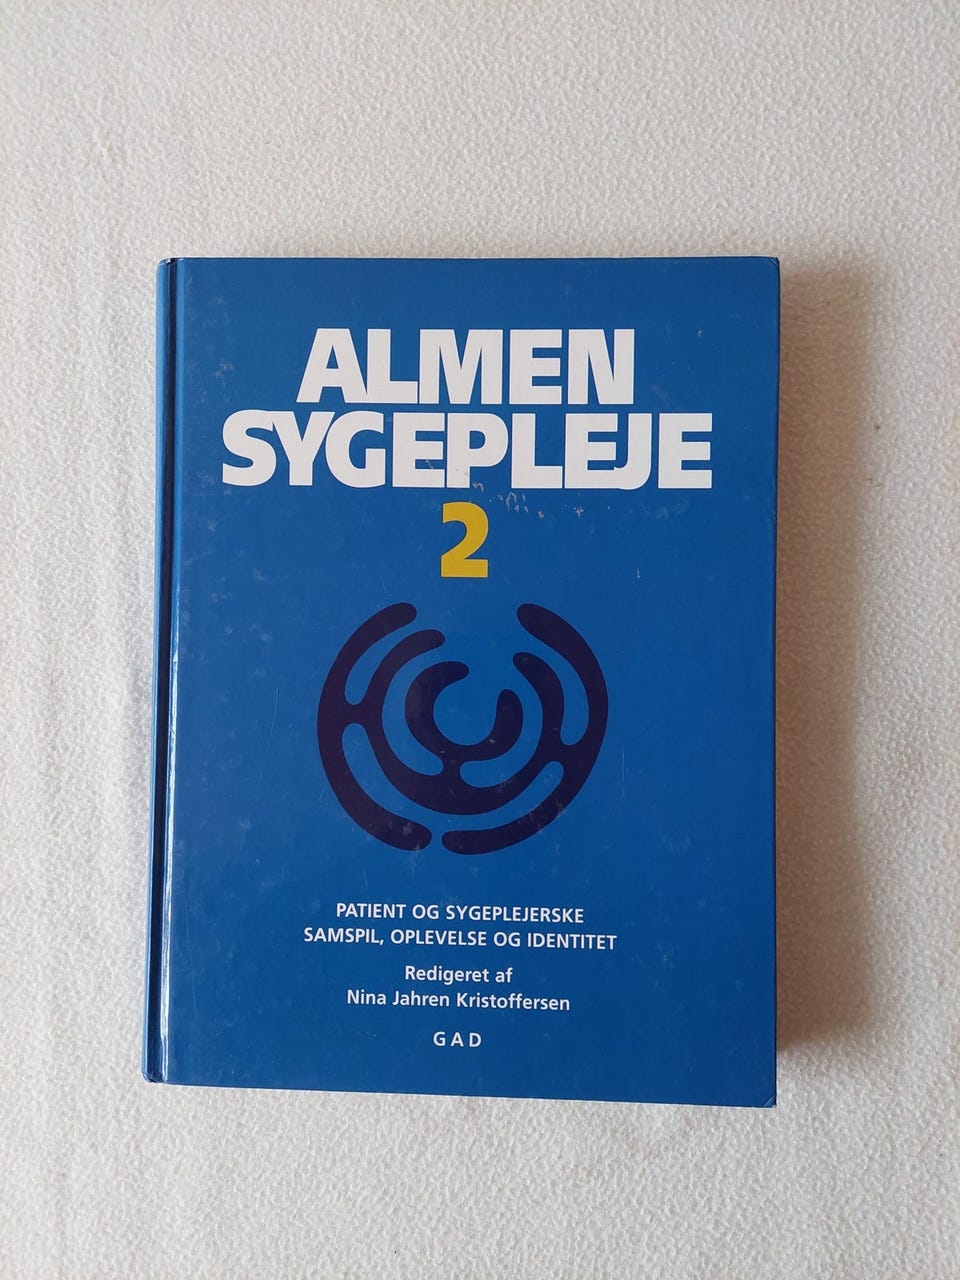 ALMEN
SYGEPLEJE
2
PATIENT OG SYGEPLEJERSKE
SAMSPIL, OPLEVELSE OG IDENTITET
Redigeret af
Nina Jahren Kristoffersen
GAD